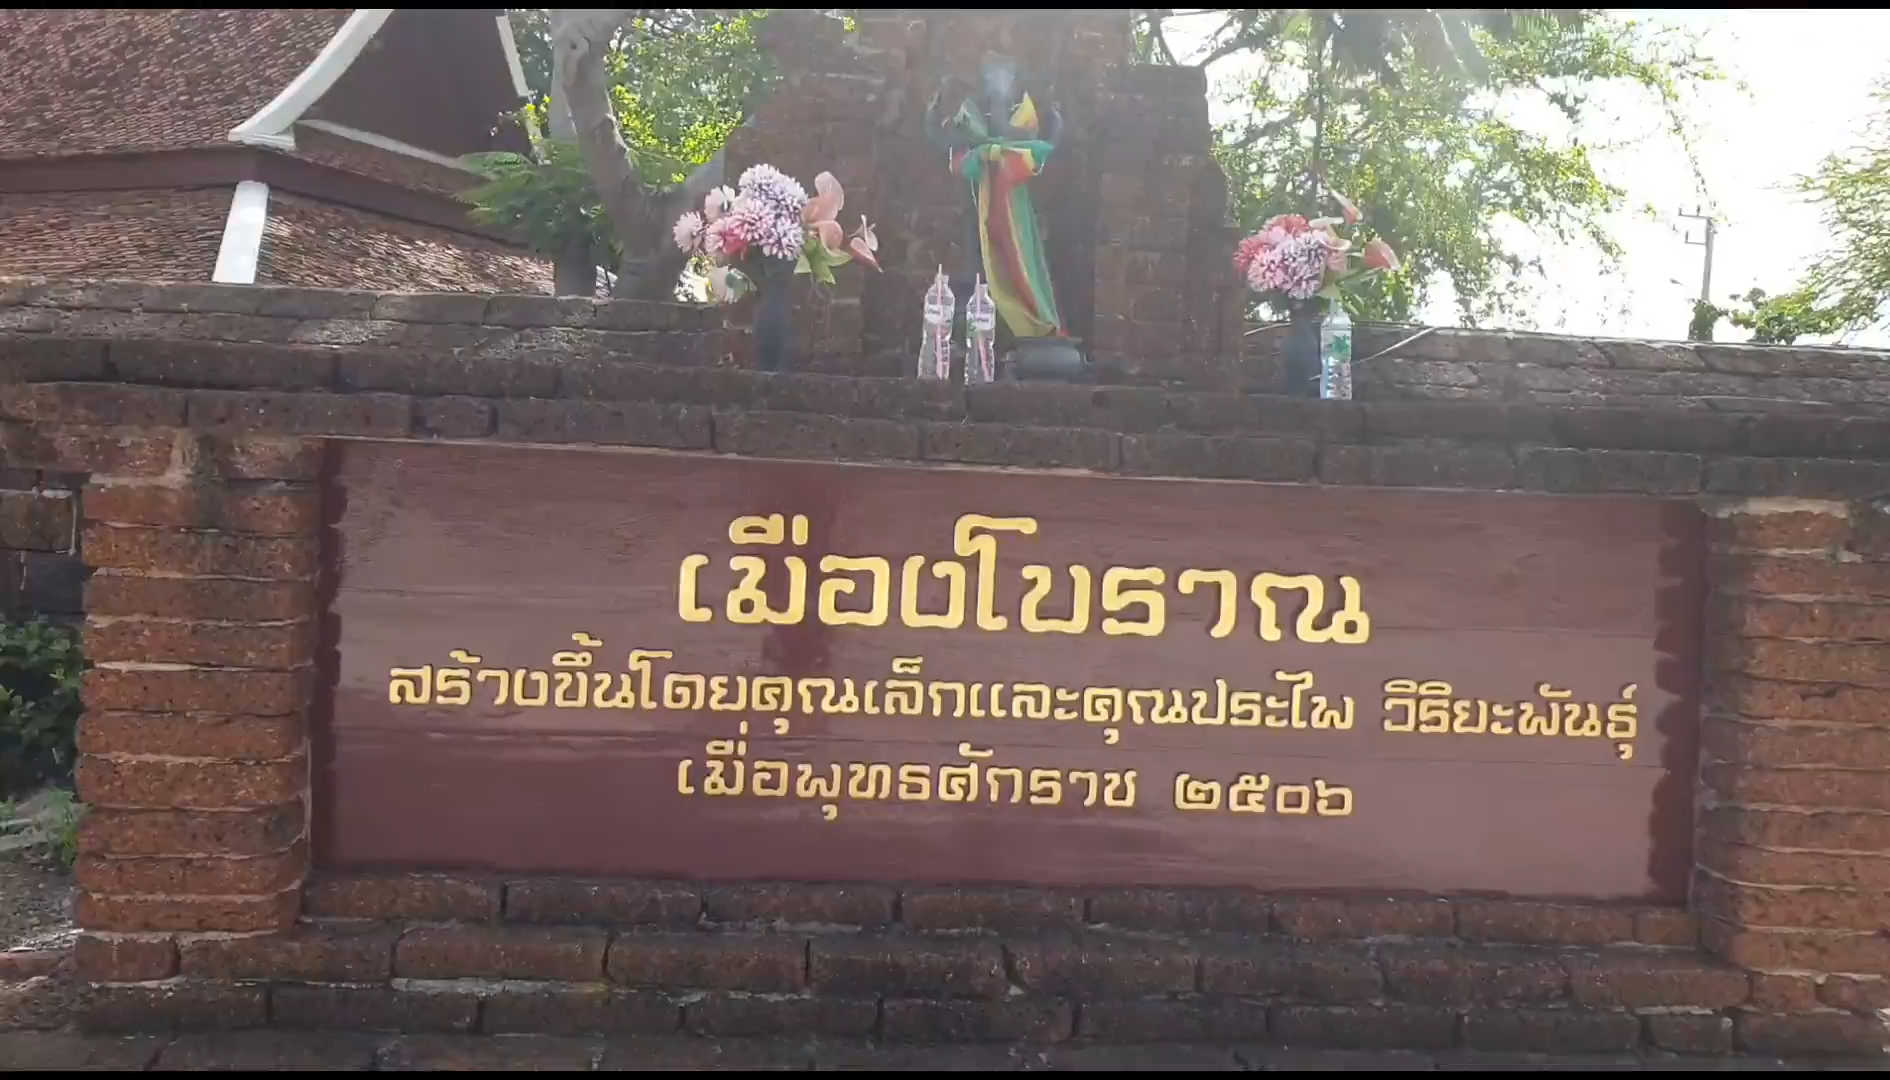 เมืองโบราณ
สร้างขึ้นโดยคุณเล็กและคุณประไพ วิริยะพันธุ์
เมื่อพุทธศักราช ๒๕๐๖